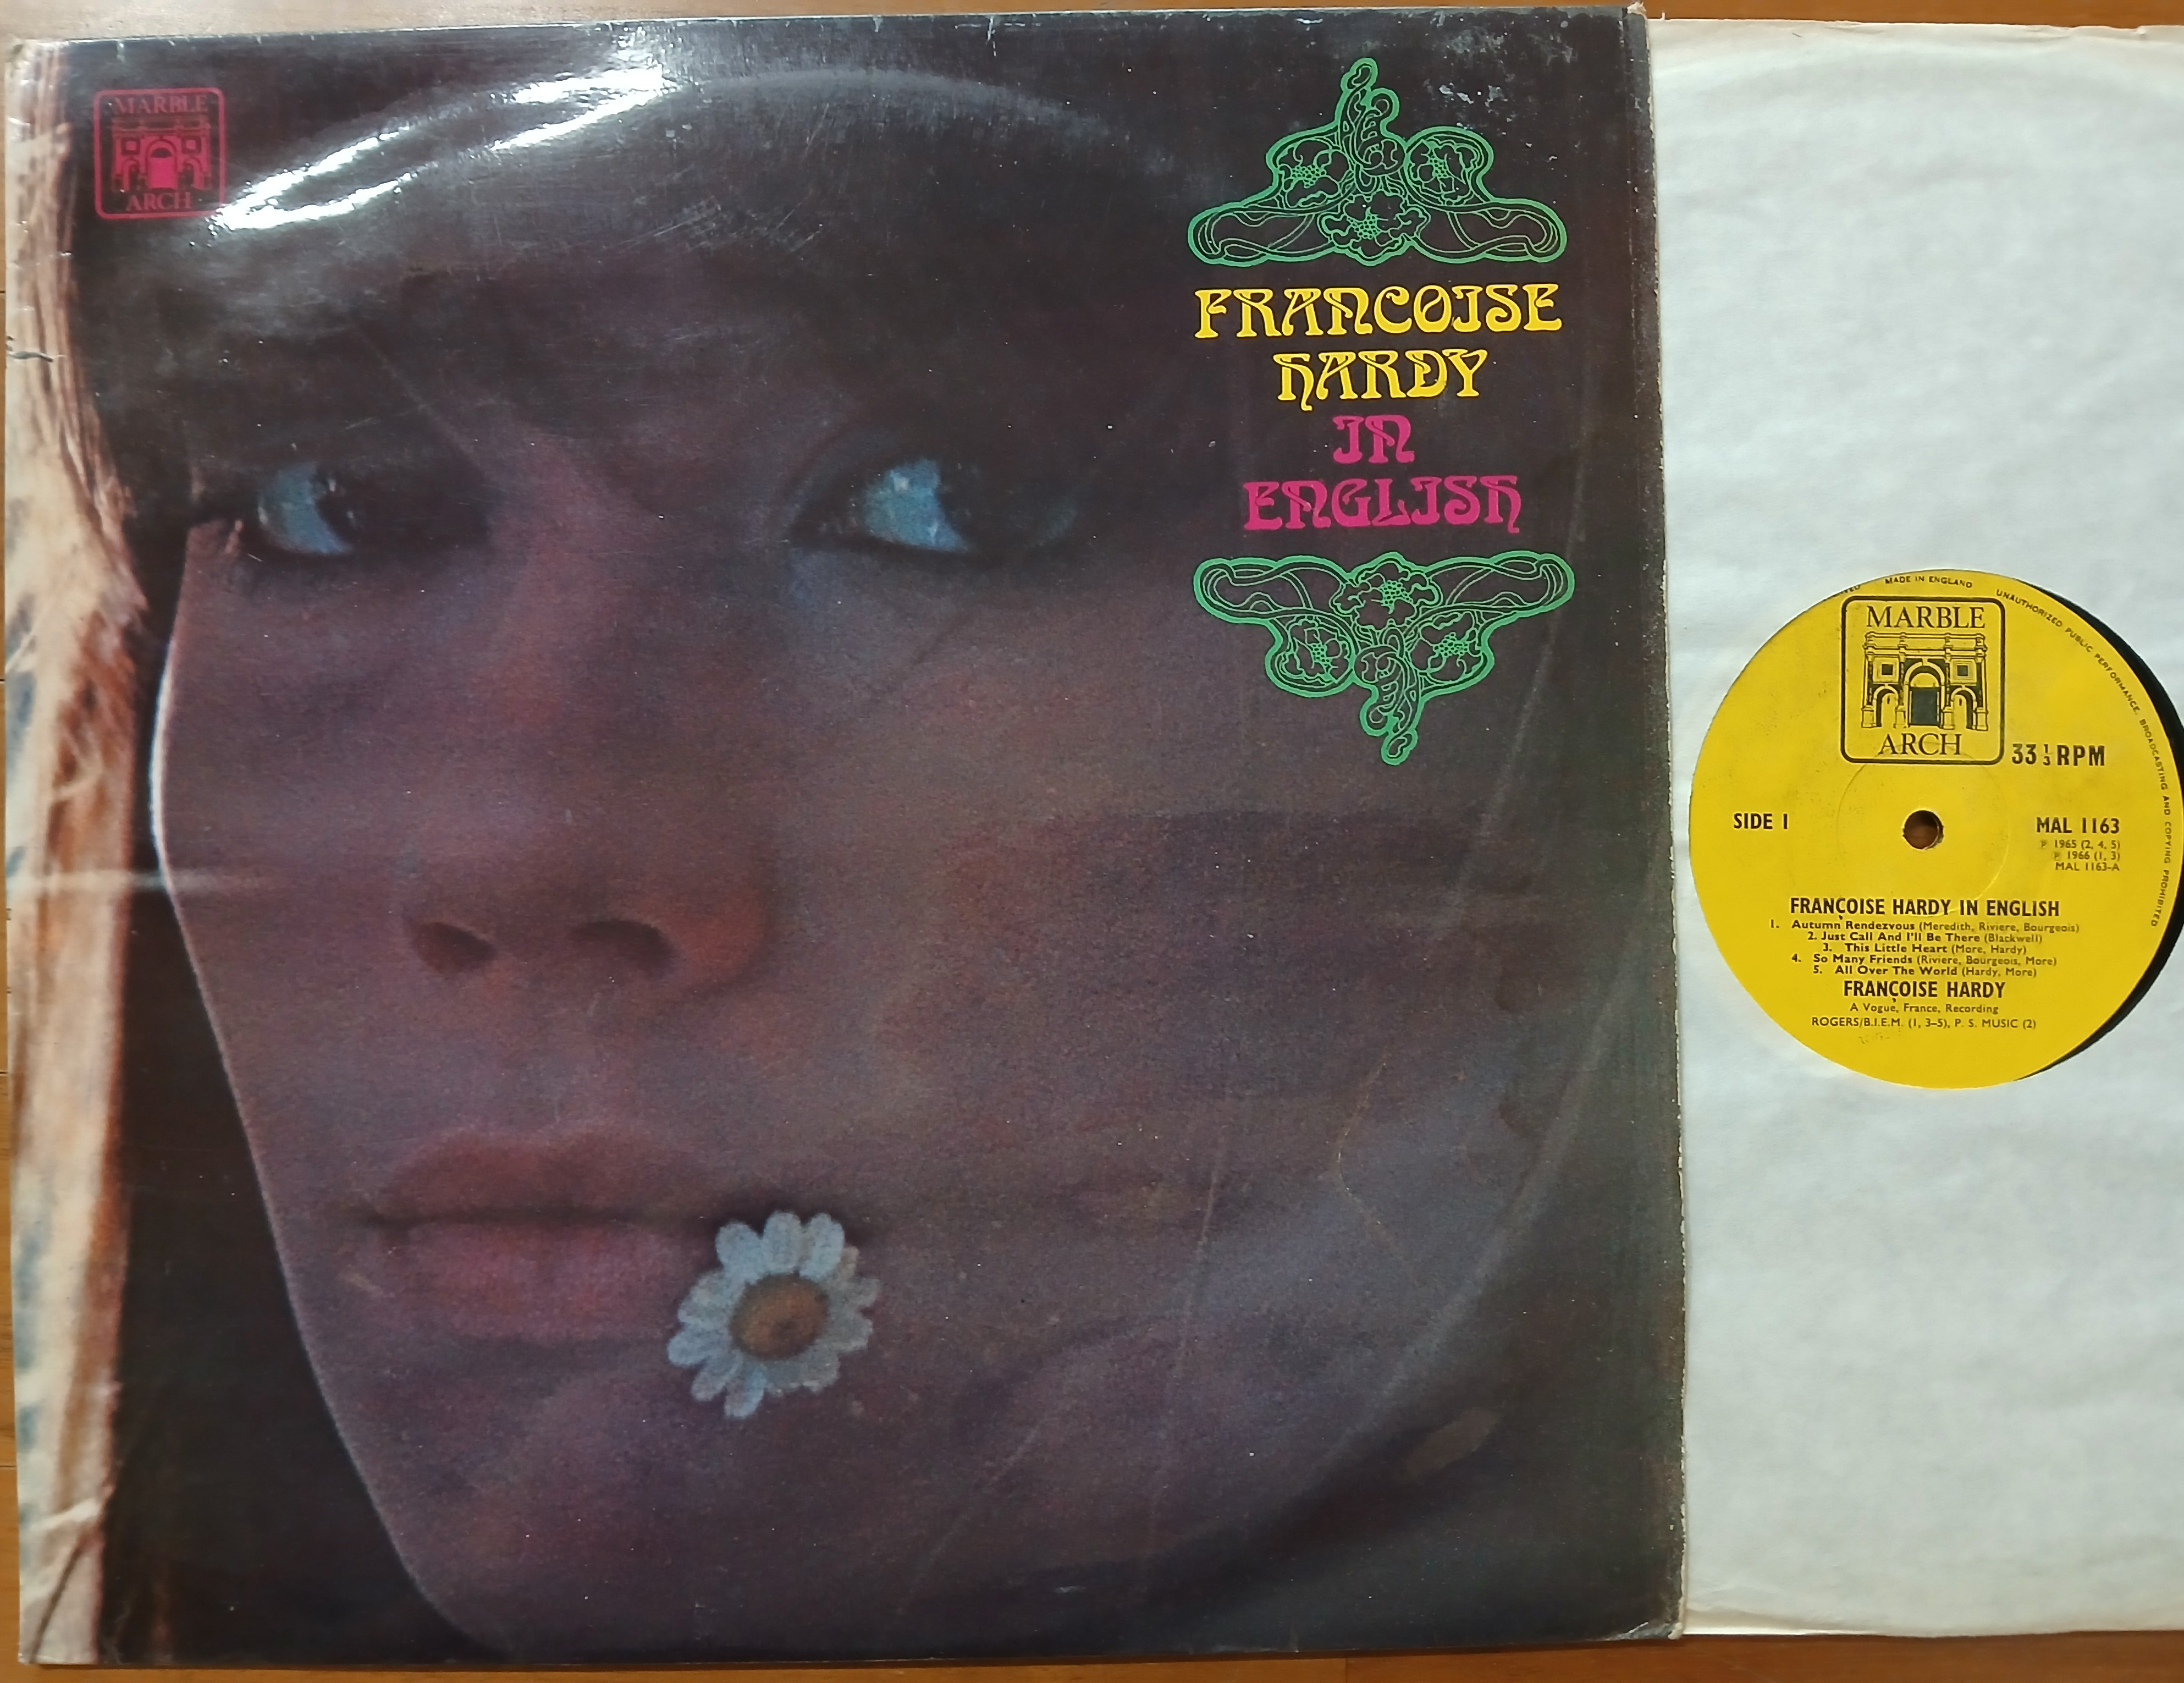 MARBLE
ARCH
FRANCOISE
HARDY
IN
ENGLISH
MADE IN ENGLAND
UNAUTHORIZED PUBLIC PERFORMANCE, BROADCASTING AND COPYING PROHIBITED
MARBLE
ARCH
33 1/3 RPM
SIDE 1
MAL 1163
℗ 1965 (2, 4, 5)
℗ 1966 (1, 3)
MAL 1163-A
FRANÇOISE HARDY IN ENGLISH
1. Autumn Rendezvous (Meredith, Riviere, Bourgeois)
2. Just Call And I'll Be There (Blackwell)
3. This Little Heart (More, Hardy)
4. So Many Friends (Riviere, Bourgeois, More)
5. All Over The World (Hardy, More)
FRANÇOISE HARDY
A Vogue, France, Recording
ROGERS/B.I.E.M. (1, 3–5), P. S. MUSIC (2)